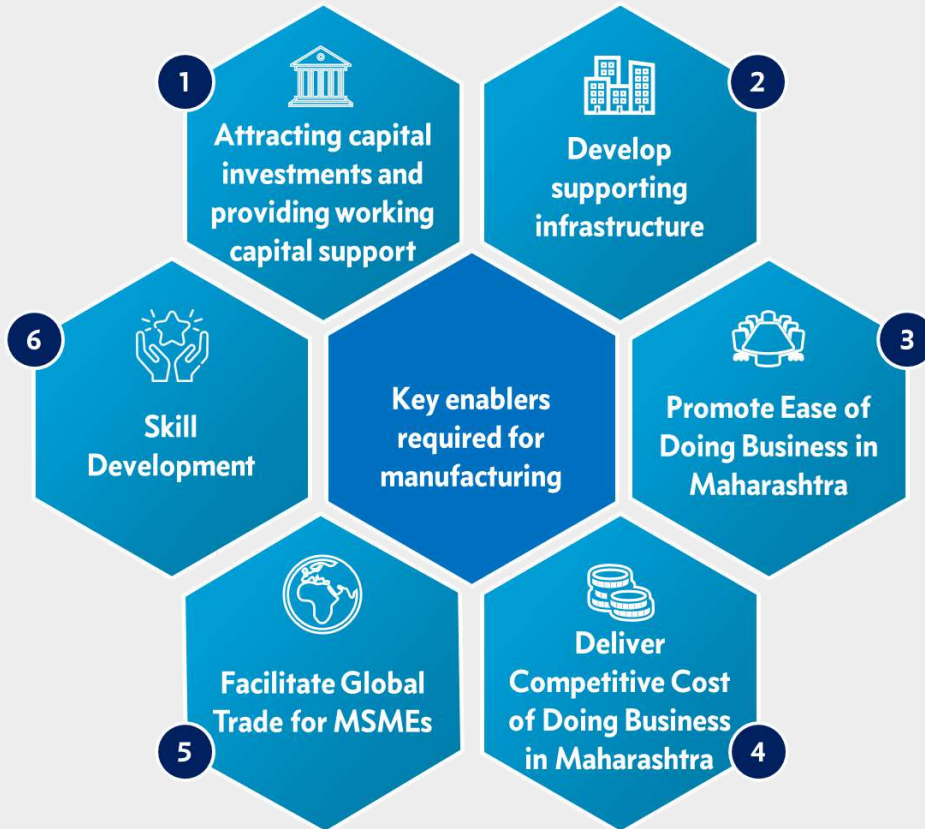 1
Attracting capital
investments and
providing working
capital support
2
Develop
supporting
infrastructure
3
Promote Ease of
Doing Business in
Maharashtra
4
Deliver
Competitive Cost
of Doing Business
in Maharashtra
5
Facilitate Global
Trade for MSMEs
6
Skill
Development
Key enablers
required for
manufacturing